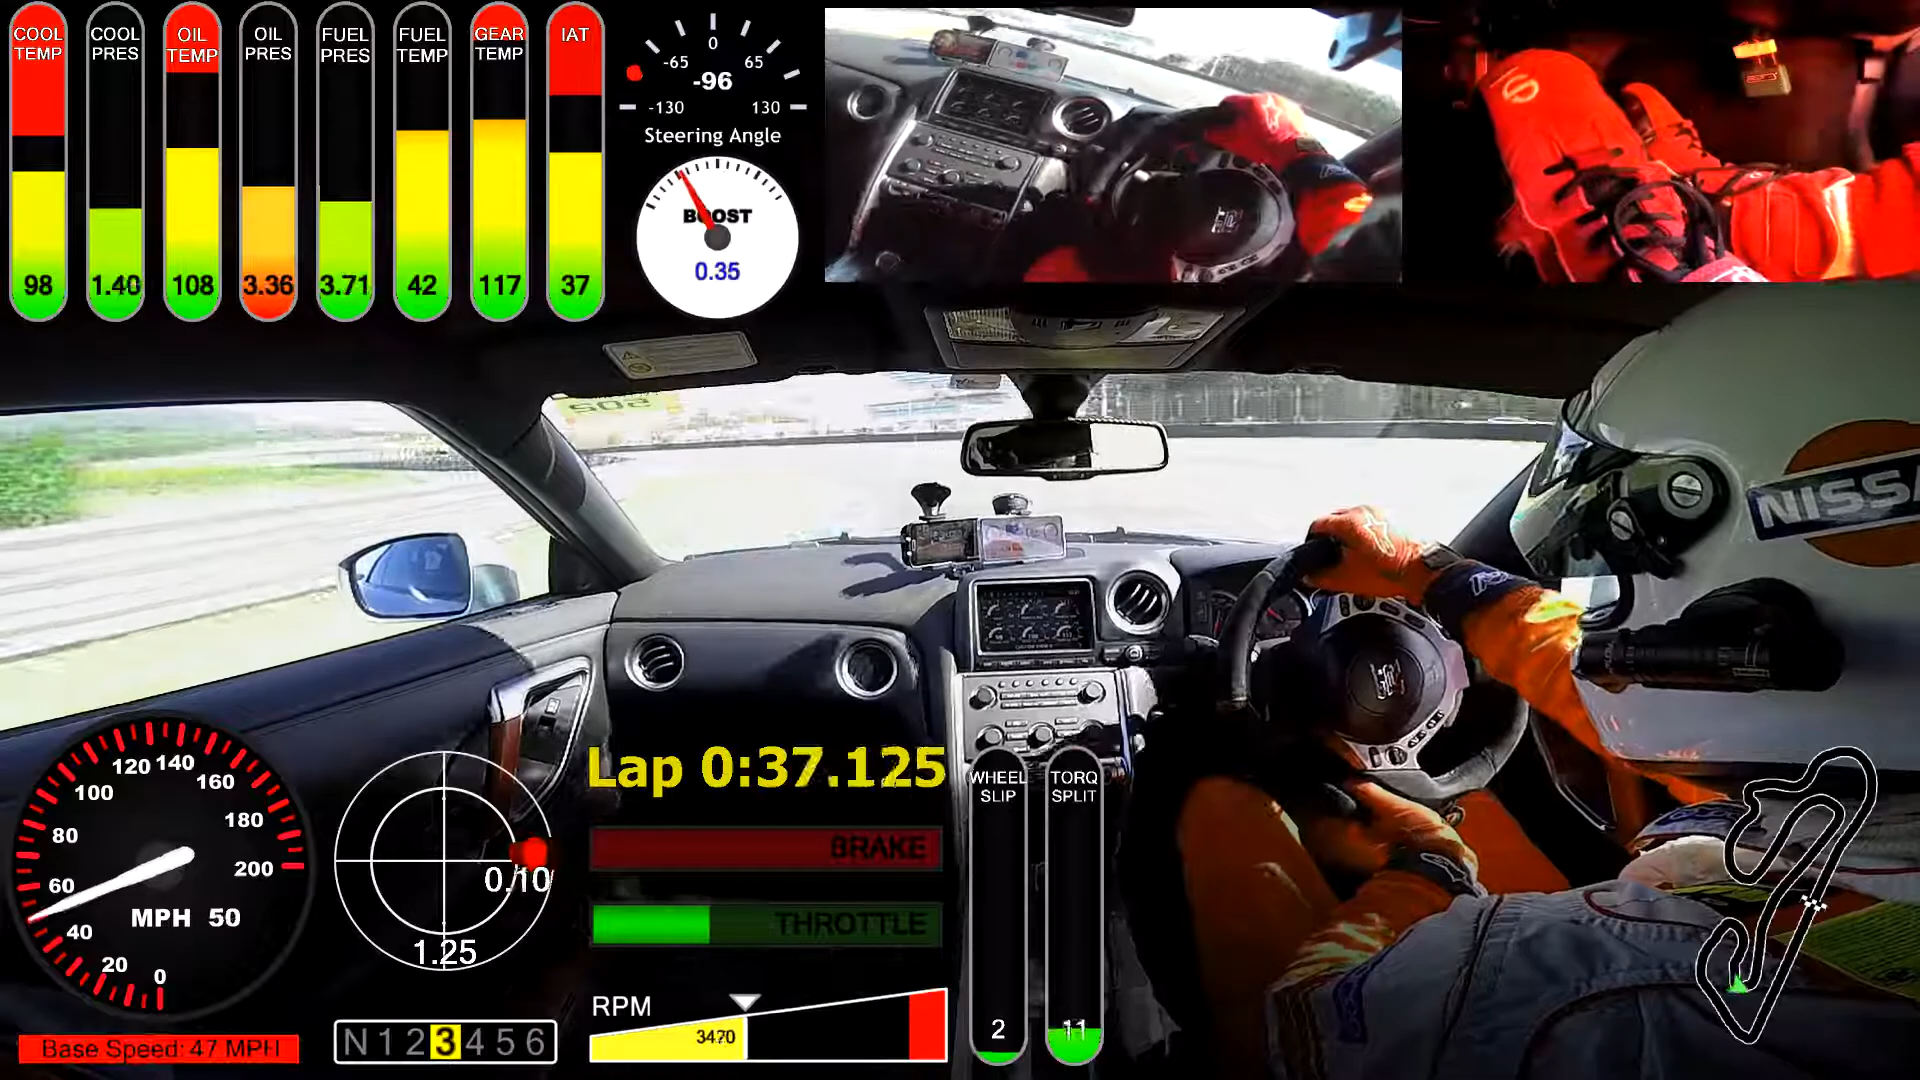 COOL TEMP
98
COOL PRES
1.40
OIL TEMP
108
OIL PRES
3.36
FUEL PRES
3.71
FUEL TEMP
42
GEAR TEMP
117
IAT
37
0
-65 65
-96
-130 130
Steering Angle
BOOST
0.35
NISSA
0 20 40 60 80 100 120 140 160 180 200
MPH 50
Base Speed: 47 MPH
0.10
1.25
N 1 2 3 4 5 6
Lap 0:37.125
BRAKE
THROTTLE
RPM
3470
WHEEL SLIP
2
TORQ SPLIT
11